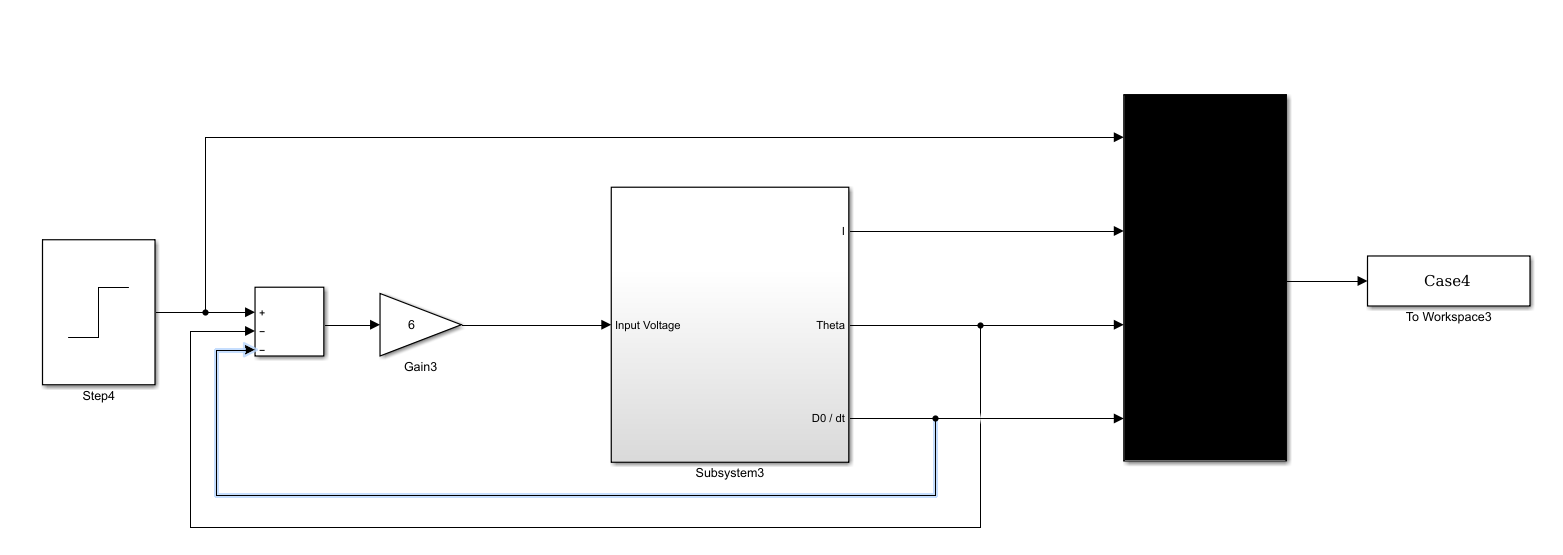 Step4
+
−
−
6
Gain3
Input Voltage
I
Theta
D0 / dt
Subsystem3
Case4
To Workspace3